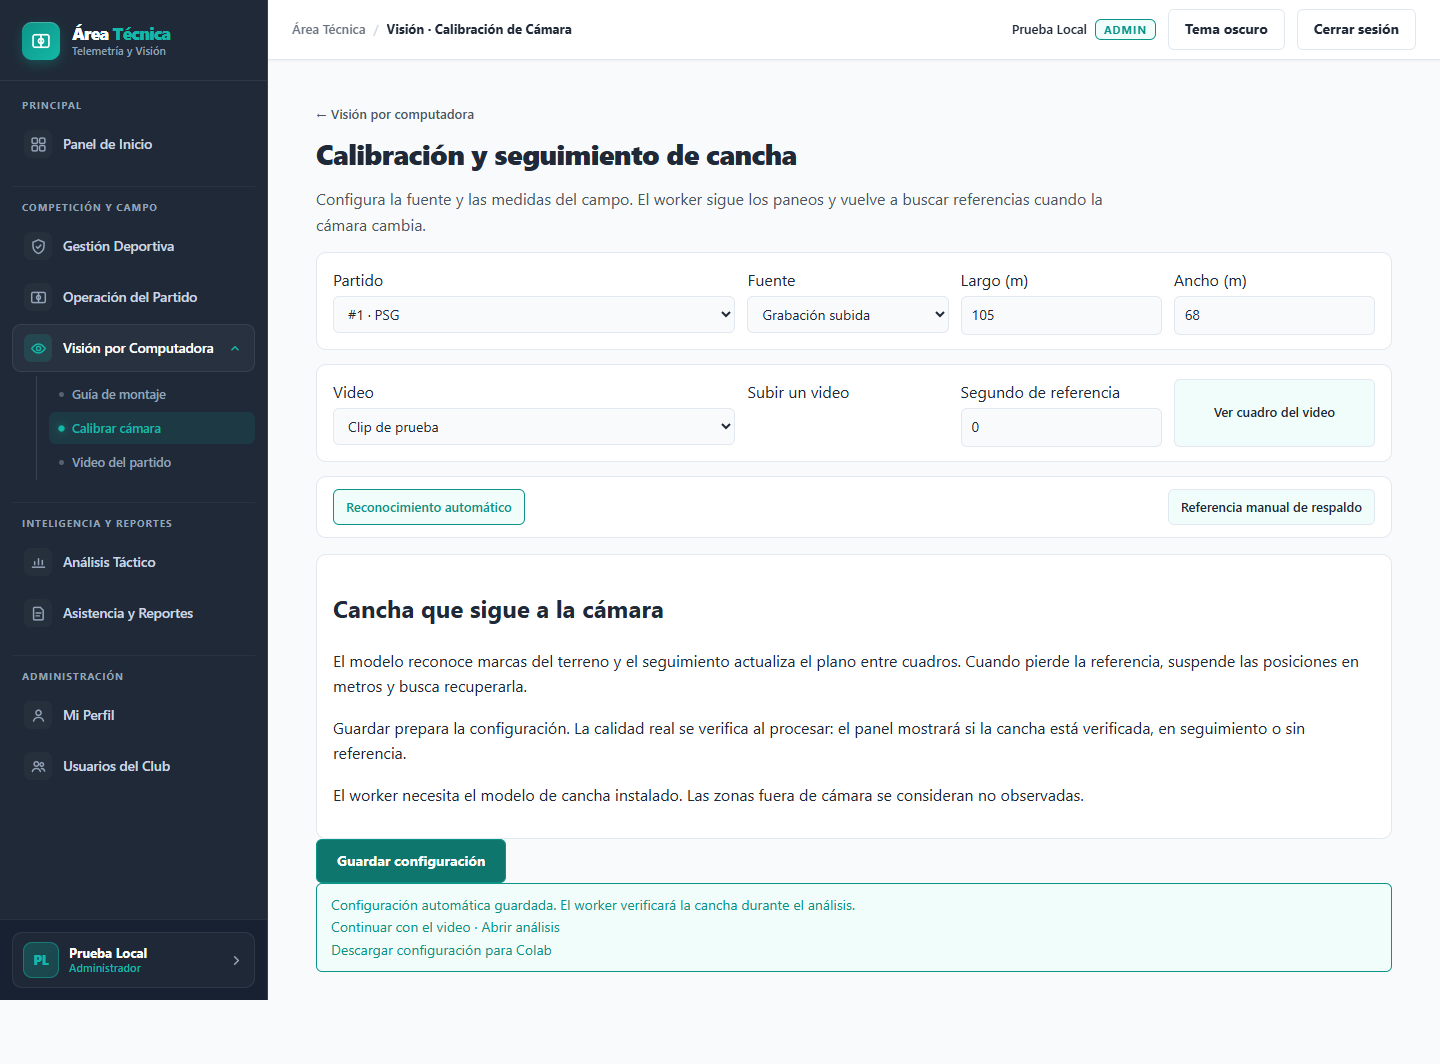 Área Técnica
Telemetría y Visión
PRINCIPAL
Panel de Inicio
COMPETICIÓN Y CAMPO
Gestión Deportiva
Operación del Partido
Visión por Computadora
Guía de montaje
Calibrar cámara
Video del partido
INTELIGENCIA Y REPORTES
Análisis Táctico
Asistencia y Reportes
ADMINISTRACIÓN
Mi Perfil
Usuarios del Club
PL
Prueba Local
Administrador
Área Técnica / Visión · Calibración de Cámara
Prueba Local ADMIN
Tema oscuro
Cerrar sesión
← Visión por computadora
Calibración y seguimiento de cancha
Configura la fuente y las medidas del campo. El worker sigue los paneos y vuelve a buscar referencias cuando la
cámara cambia.
Partido Fuente Largo (m) Ancho (m)
#1 · PSG Grabación subida 105 68
Video Subir un video Segundo de referencia
Clip de prueba 0 Ver cuadro del video
Reconocimiento automático Referencia manual de respaldo
Cancha que sigue a la cámara
El modelo reconoce marcas del terreno y el seguimiento actualiza el plano entre cuadros. Cuando pierde la referencia, suspende las posiciones en
metros y busca recuperarla.
Guardar prepara la configuración. La calidad real se verifica al procesar: el panel mostrará si la cancha está verificada, en seguimiento o sin
referencia.
El worker necesita el modelo de cancha instalado. Las zonas fuera de cámara se consideran no observadas.
Guardar configuración
Configuración automática guardada. El worker verificará la cancha durante el análisis.
Continuar con el video · Abrir análisis
Descargar configuración para Colab